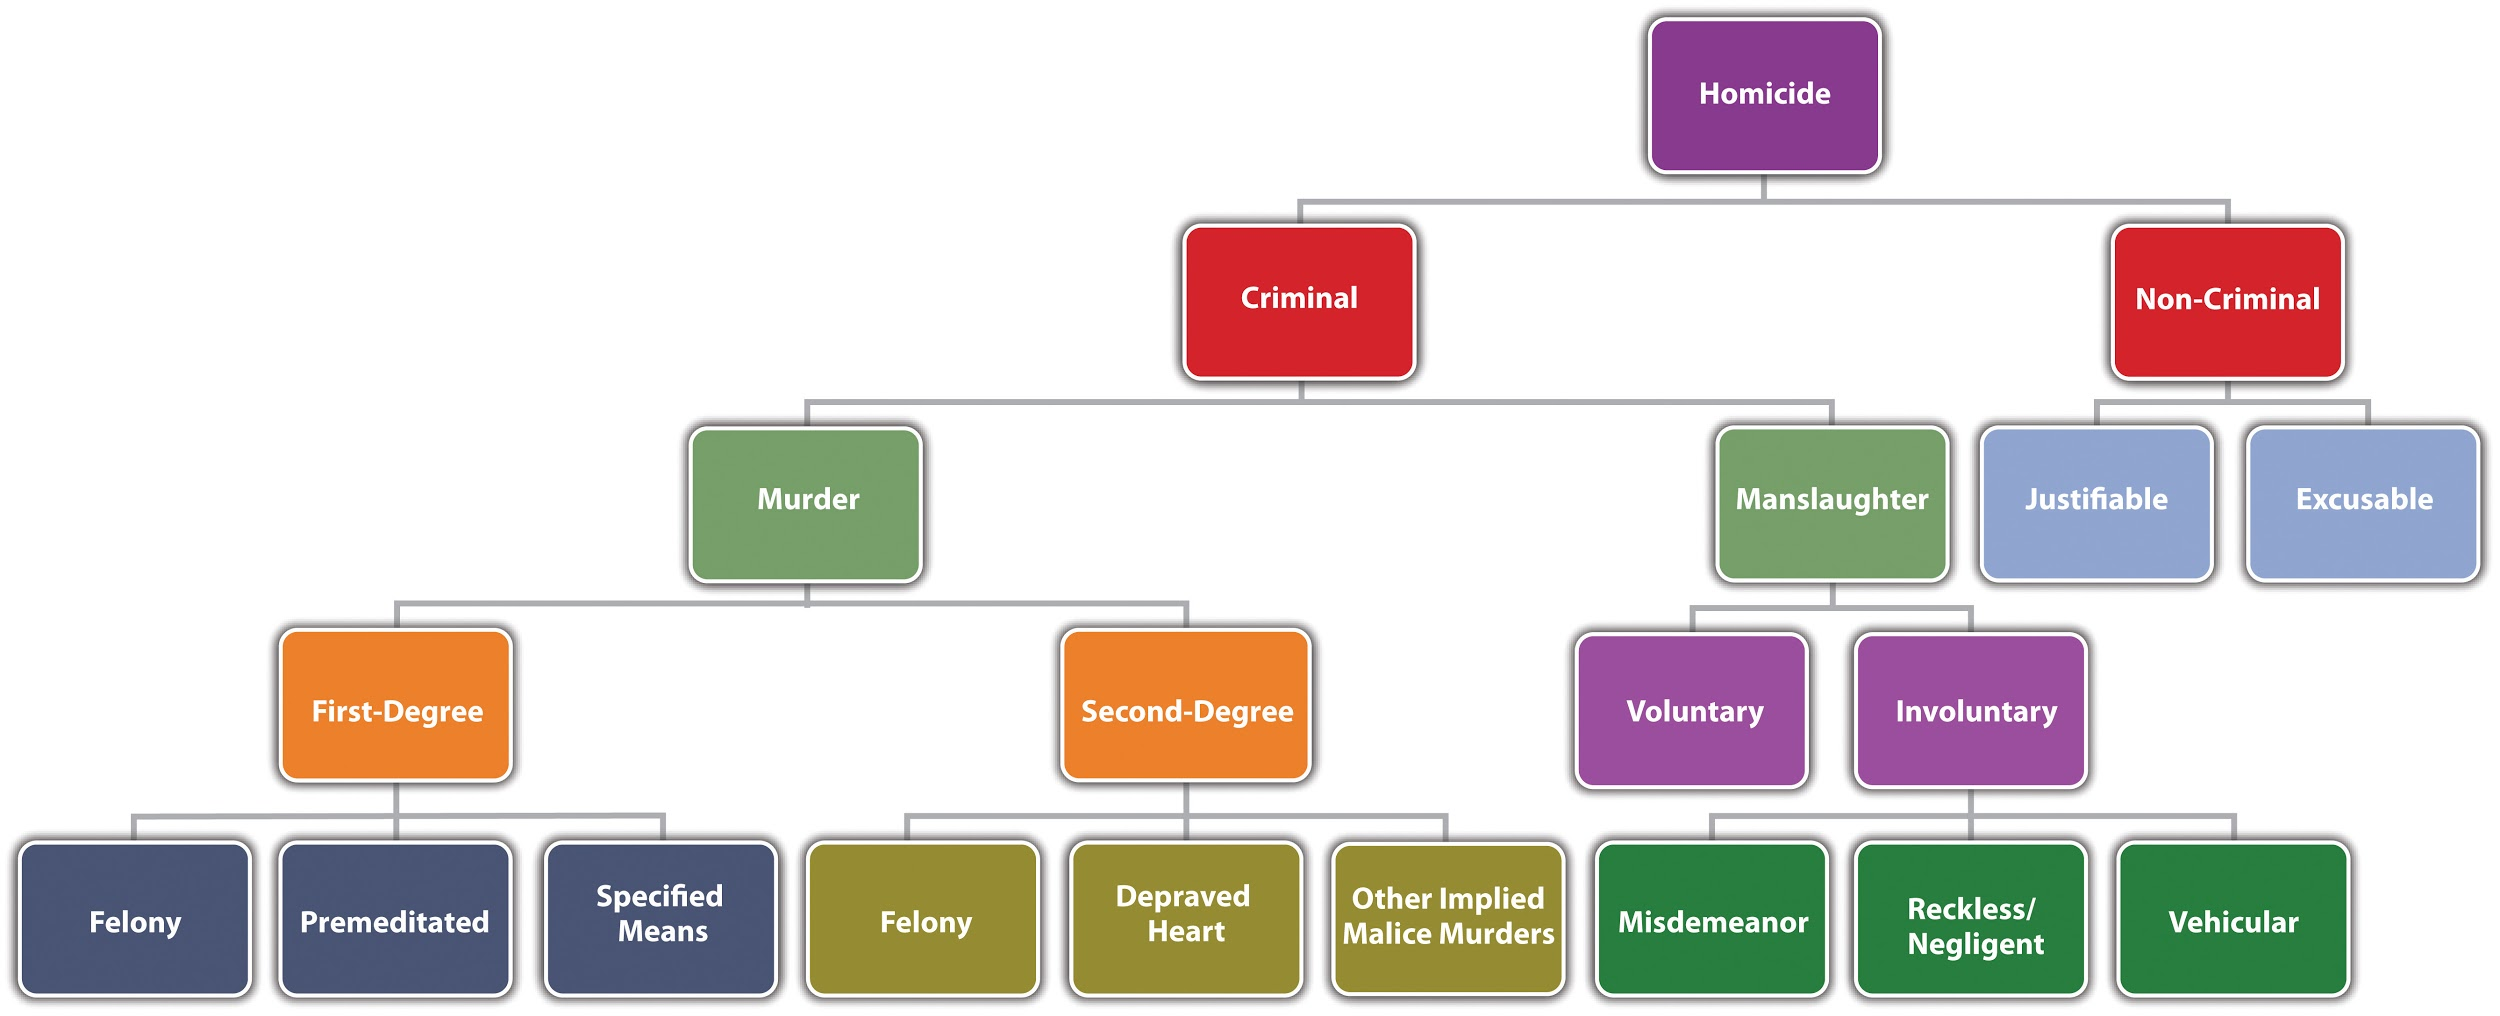 Homicide
Criminal
Non-Criminal
Murder
Manslaughter
Justifiable
Excusable
First-Degree
Second-Degree
Voluntary
Involuntary
Felony
Premeditated
Specified
Means
Felony
Depraved
Heart
Other Implied
Malice Murders
Misdemeanor
Reckless/
Negligent
Vehicular